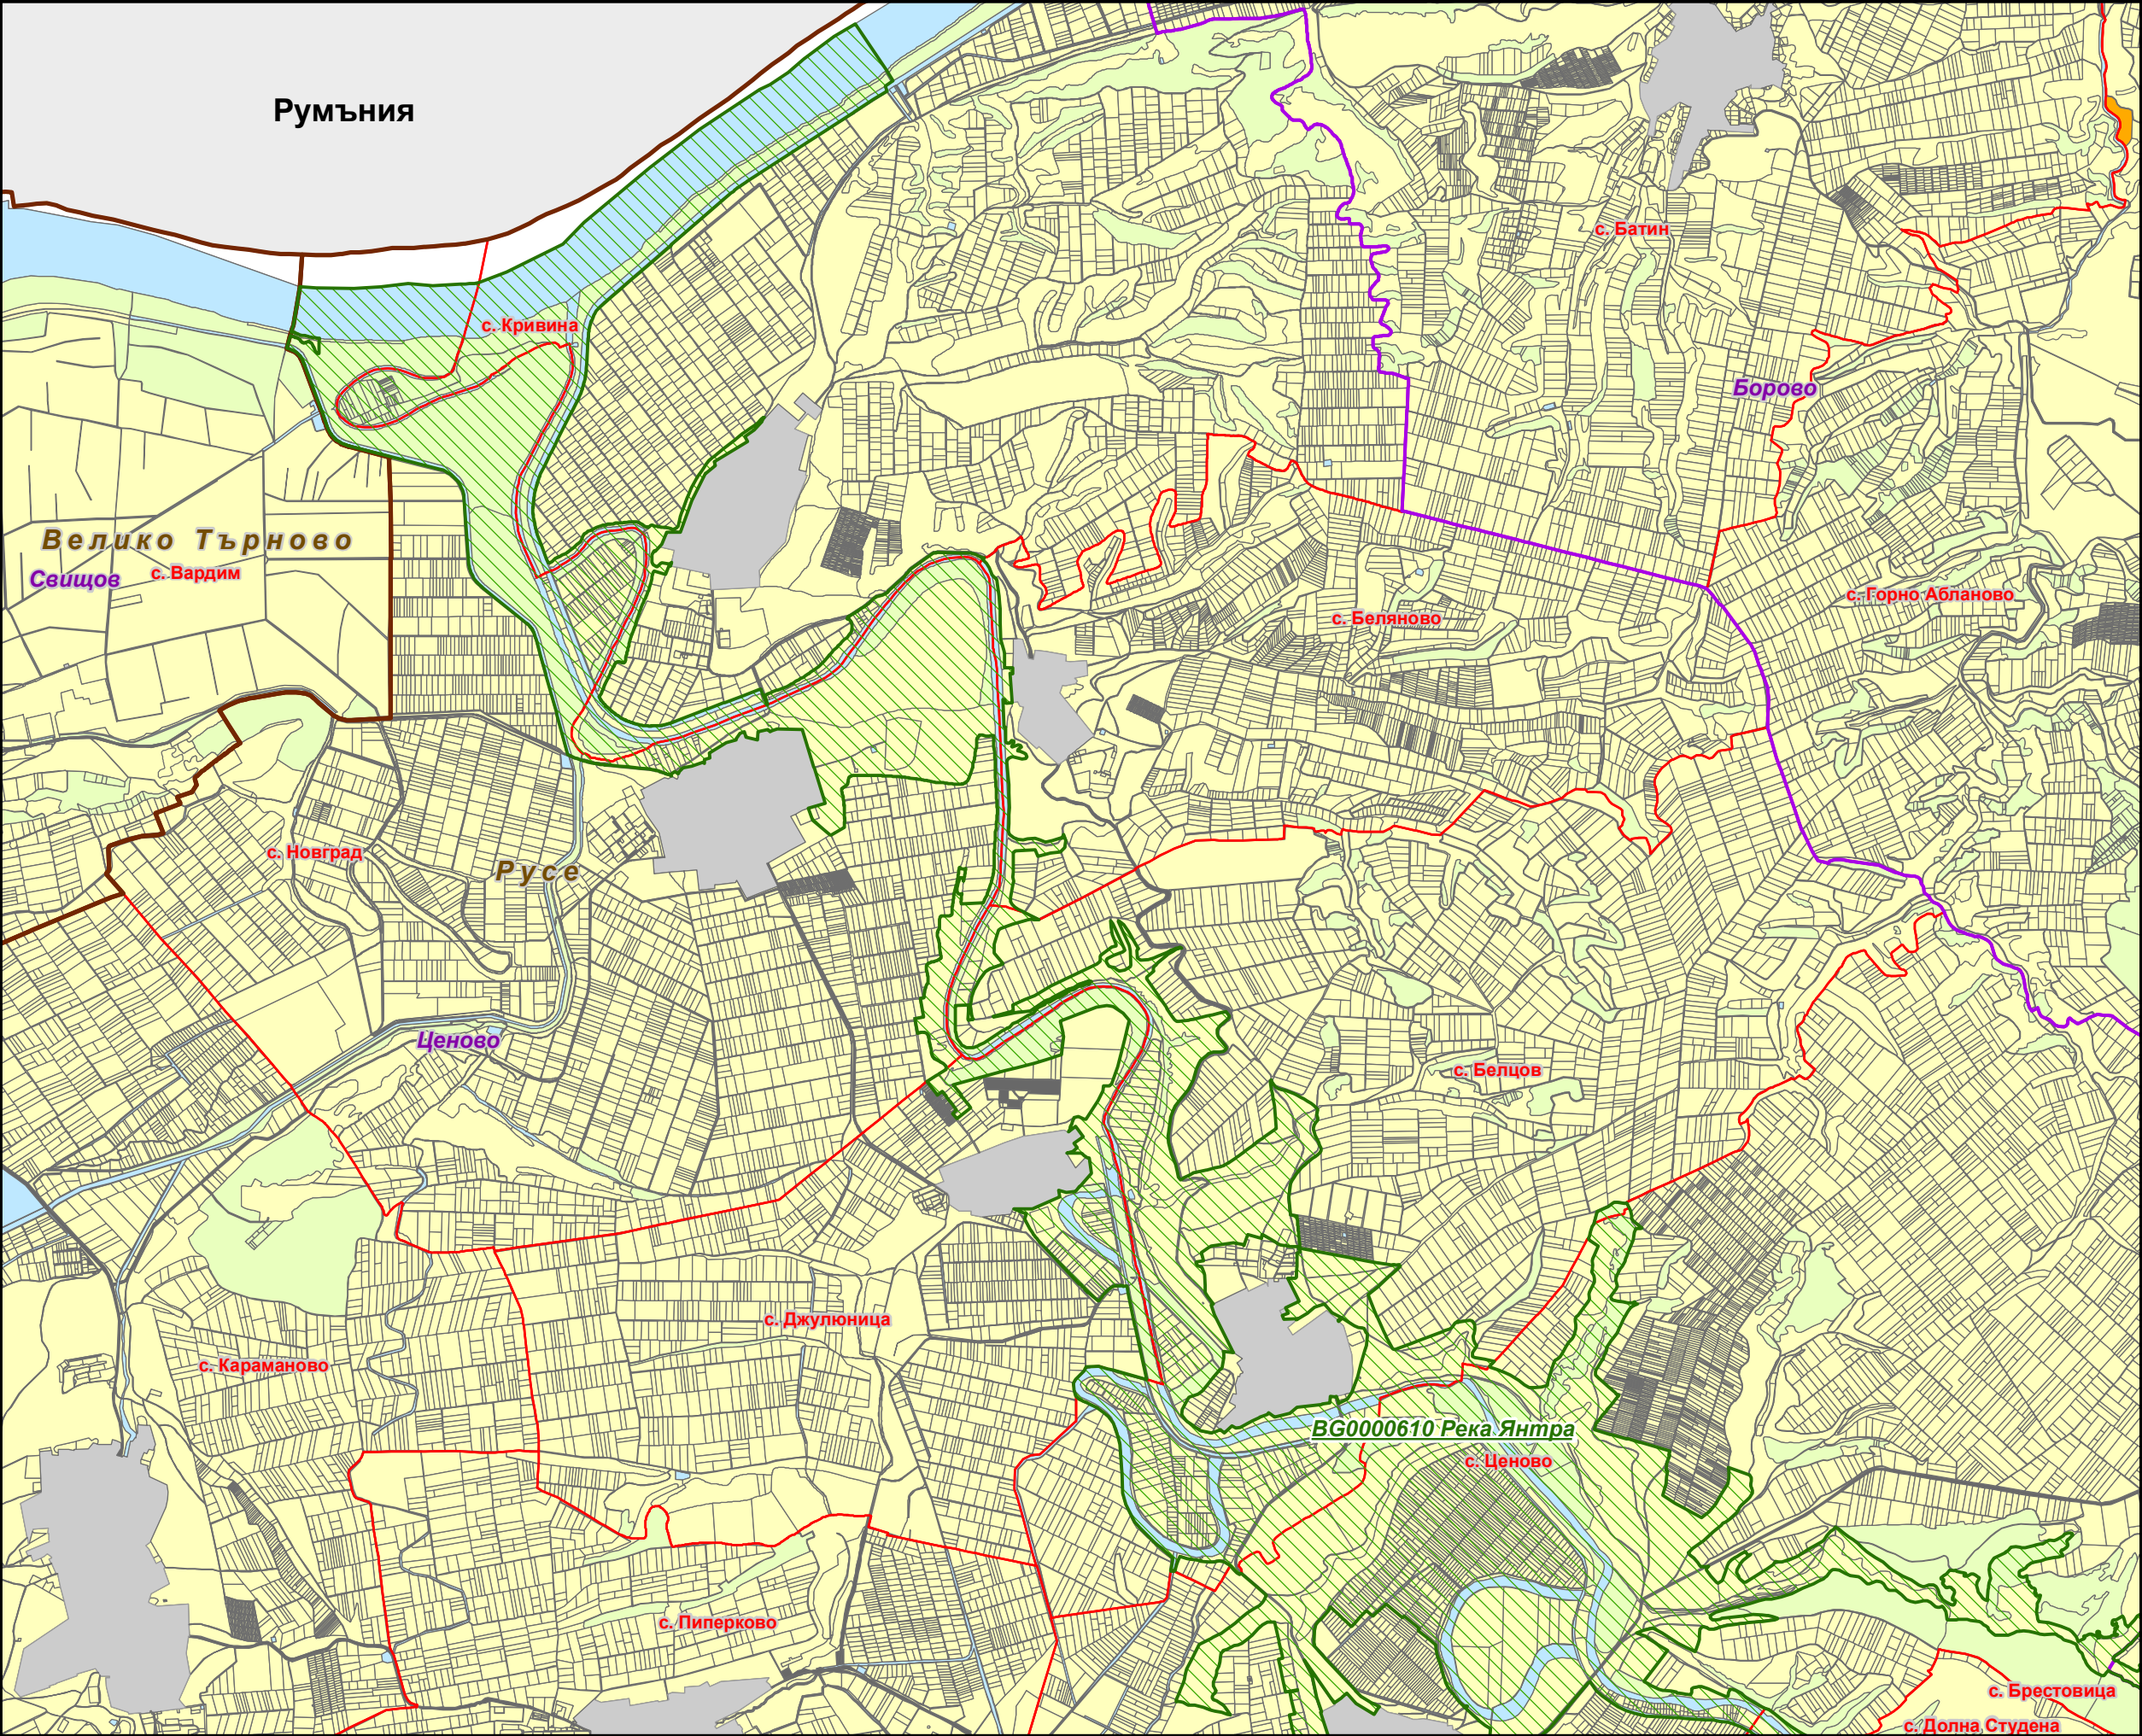 Румъния
с. Батин
с. Кривина
Борово
Велико Търново
Свищов
с. Вардим
с. Горно Абланово
с. Беляново
с. Новград
Русе
Ценово
с. Белцов
с. Джулюница
с. Караманово
BG0000610 Река Янтра
с. Ценово
с. Пиперково
с. Брестовица
с. Долна Студена